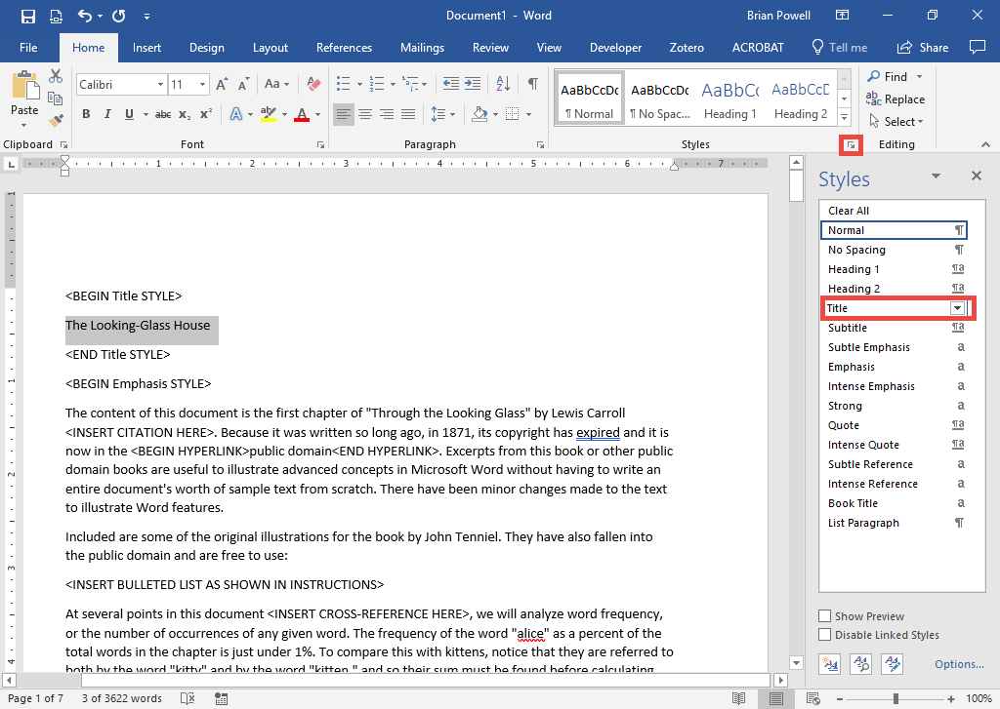 Document1 - Word
Brian Powell
File Home Insert Design Layout References Mailings Review View Developer Zotero ACROBAT Tell me Share
Paste
Calibri 11 A A Aa
B I U abc x₂ x² A ab A
AaBbCcDc AaBbCcDc AaBbCc AaBbCcD
¶ Normal ¶ No Spac... Heading 1 Heading 2
Find
Replace
Select
Clipboard Font Paragraph Styles Editing
1 2 3 4 5 6 7
Styles
Clear All
Normal
No Spacing
Heading 1
Heading 2
Title
Subtitle
Subtle Emphasis
Emphasis
Intense Emphasis
Strong
Quote
Intense Quote
Subtle Reference
Intense Reference
Book Title
List Paragraph
Show Preview
Disable Linked Styles
Options...
<BEGIN Title STYLE>
The Looking-Glass House
<END Title STYLE>
<BEGIN Emphasis STYLE>
The content of this document is the first chapter of "Through the Looking Glass" by Lewis Carroll
<INSERT CITATION HERE>. Because it was written so long ago, in 1871, its copyright has expired and it is
now in the <BEGIN HYPERLINK>public domain<END HYPERLINK>. Excerpts from this book or other public
domain books are useful to illustrate advanced concepts in Microsoft Word without having to write an
entire document's worth of sample text from scratch. There have been minor changes made to the text
to illustrate Word features.
Included are some of the original illustrations for the book by John Tenniel. They have also fallen into
the public domain and are free to use:
<INSERT BULLETED LIST AS SHOWN IN INSTRUCTIONS>
At several points in this document <INSERT CROSS-REFERENCE HERE>, we will analyze word frequency,
or the number of occurrences of any given word. The frequency of the word "alice" as a percent of the
total words in the chapter is just under 1%. To compare this with kittens, notice that they are referred to
both by the word "kitty" and by the word "kitten," and so their sum must be found before calculating
Page 1 of 7 3 of 3622 words 100%